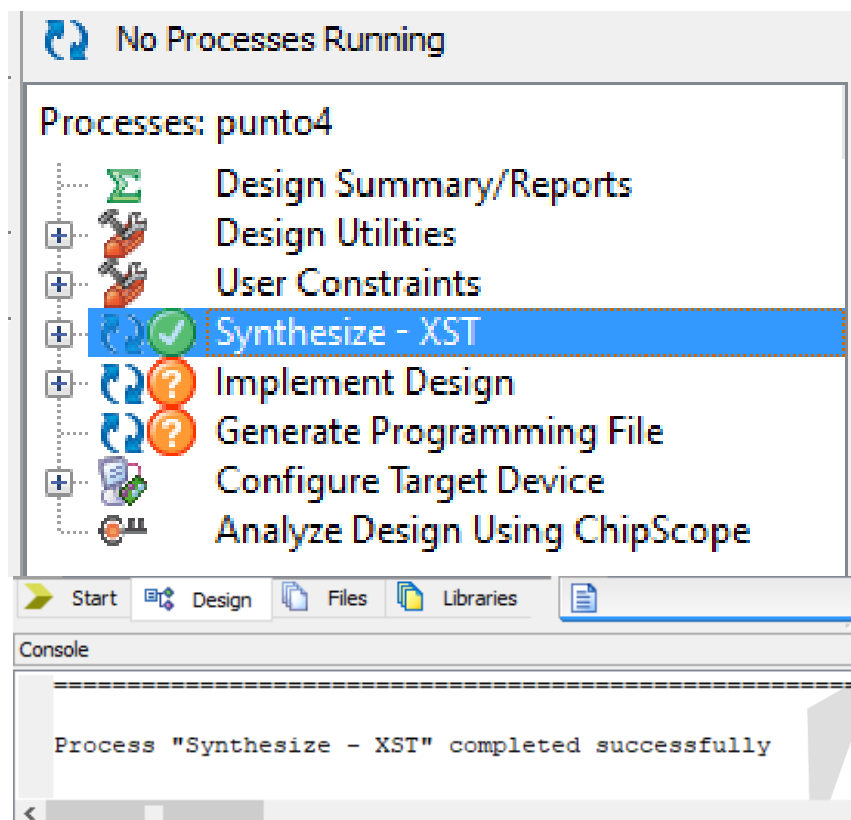 No Processes Running
Processes: punto4
Design Summary/Reports
Design Utilities
User Constraints
Synthesize - XST
Implement Design
Generate Programming File
Configure Target Device
Analyze Design Using ChipScope
Start Design Files Libraries
Console
Process "Synthesize - XST" completed successfully